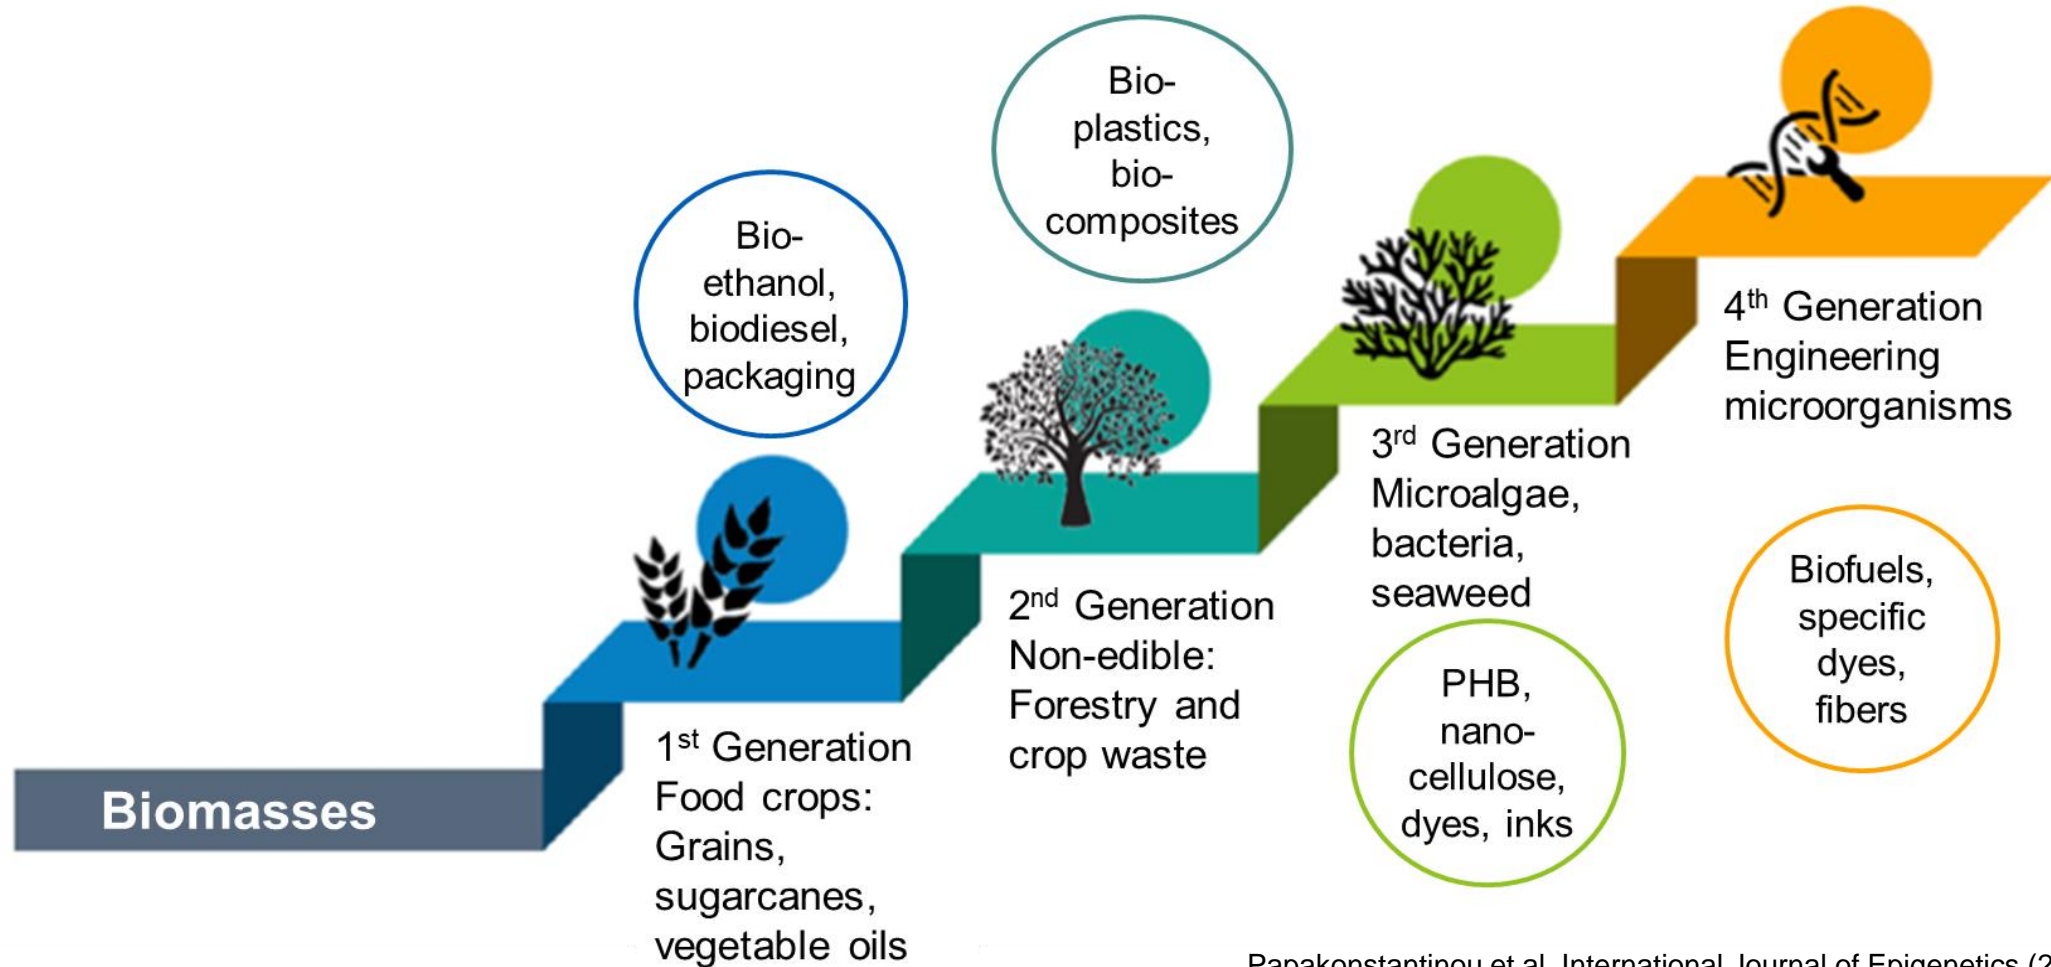 Biomasses
Bio-
ethanol,
biodiesel,
packaging
1st Generation
Food crops:
Grains,
sugarcanes,
vegetable oils
Bio-
plastics,
bio-
composites
2nd Generation
Non-edible:
Forestry and
crop waste
3rd Generation
Microalgae,
bacteria,
seaweed
PHB,
nano-
cellulose,
dyes, inks
4th Generation
Engineering
microorganisms
Biofuels,
specific
dyes,
fibers
Papakonstantinou et al. International Journal of Epigenetics (2